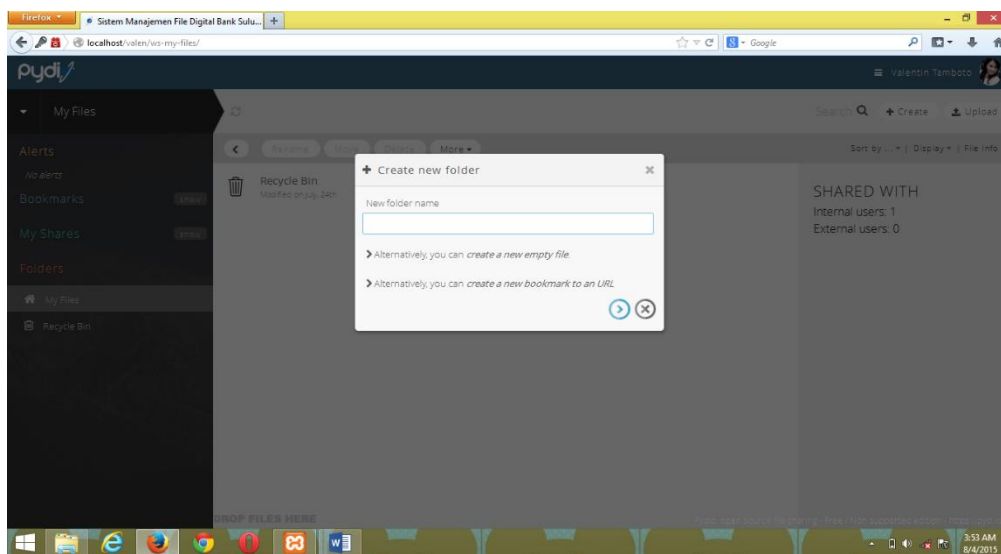 Firefox
Sistem Manajemen File Digital Bank Sulu...
localhost/valen/ws-my-files/
Google
pydi
Valentin Tamboto
My Files
Search
Create
Upload
Alerts
No alerts
Bookmarks
My Shares
Folders
My Files
Recycle Bin
Rename
Move
Delete
More
Sort by ... | Display | File Info
Recycle Bin
Modified on July, 24th
Create new folder
New folder name
Alternatively, you can create a new empty file.
Alternatively, you can create a new bookmark to an URL
SHARED WITH
Internal users: 1
External users: 0
DROP FILES HERE
3:53 AM
8/4/2015